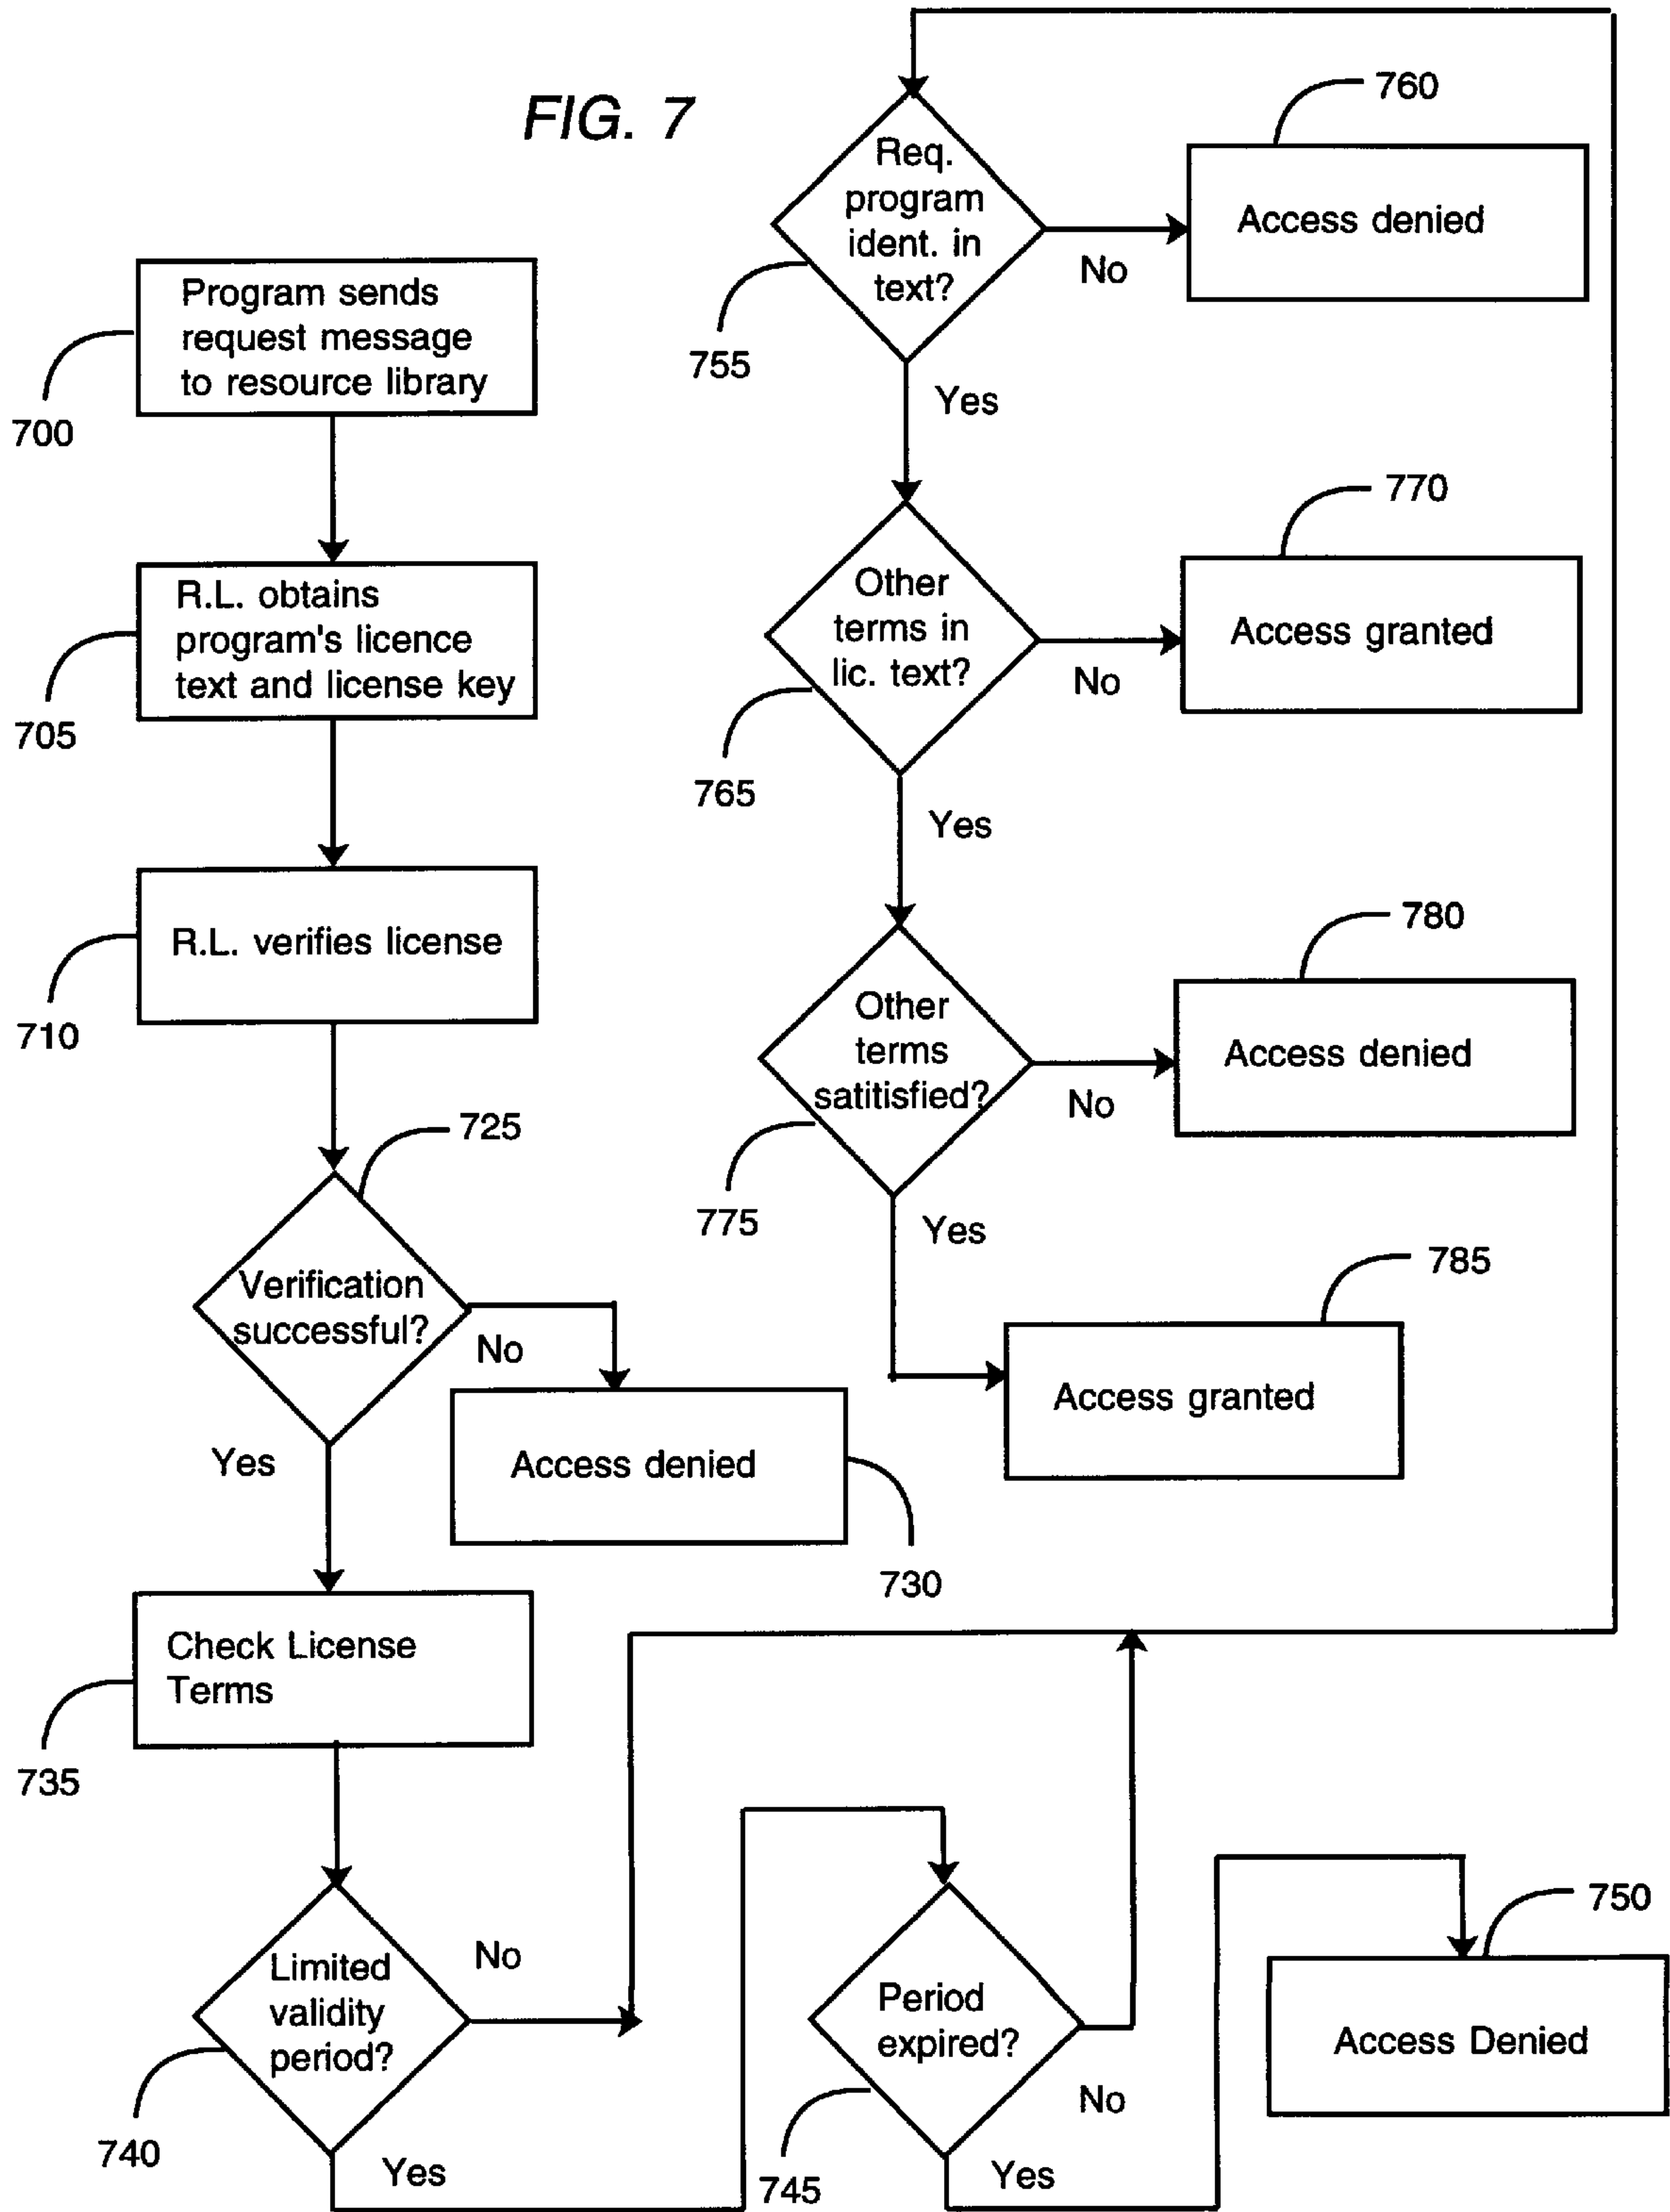 FIG. 7
Program sends
request message
to resource library
700
R.L. obtains
program's licence
text and license key
705
R.L. verifies license
710
725
Verification
successful?
No
Yes
Access denied
730
Check License
Terms
735
Limited
validity
period?
No
740
Yes
Period
expired?
No
745
Yes
750
Access Denied
Req.
program
ident. in
text?
755
No
760
Access denied
Yes
Other
terms in
lic. text?
765
No
770
Access granted
Yes
Other
terms
satitisfied?
775
No
780
Access denied
Yes
785
Access granted